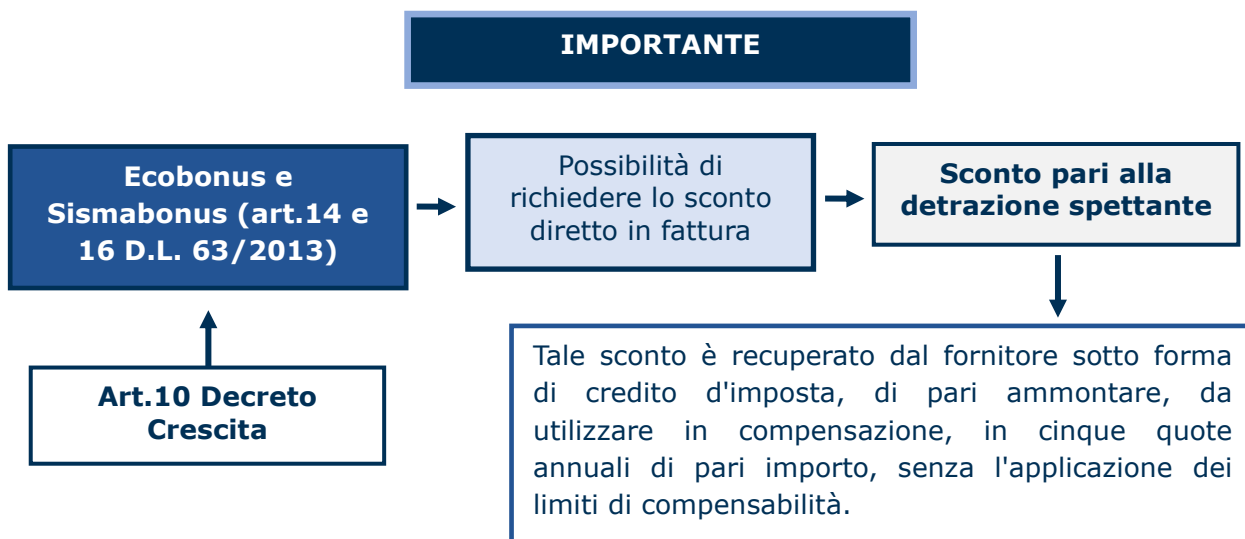 IMPORTANTE
Ecobonus e
Sismabonus (art.14 e
16 D.L. 63/2013)
Possibilità di
richiedere lo sconto
diretto in fattura
Sconto pari alla
detrazione spettante
Art.10 Decreto
Crescita
Tale sconto è recuperato dal fornitore sotto forma
di credito d'imposta, di pari ammontare, da
utilizzare in compensazione, in cinque quote
annuali di pari importo, senza l'applicazione dei
limiti di compensabilità.